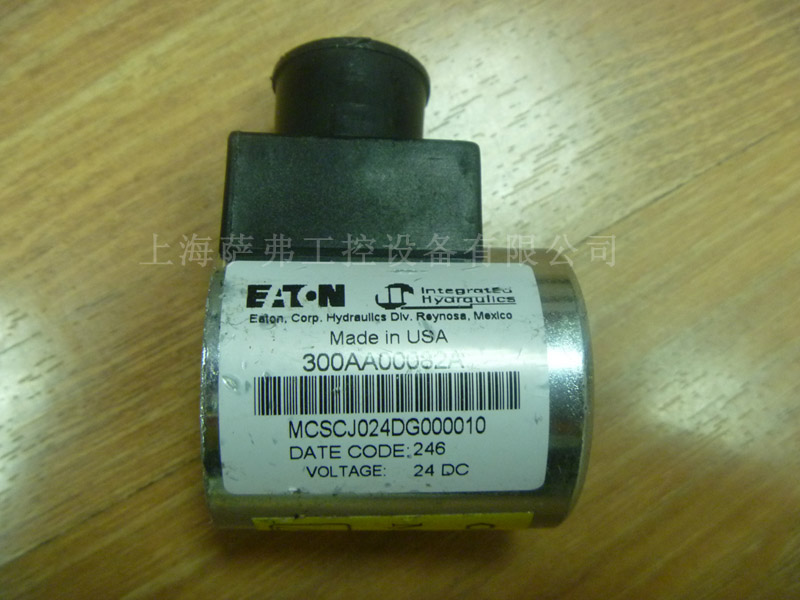 上海萨弗工控设备有限公司
EATON Integrated Hydraulics
Eaton, Corp. Hydraulics Div. Reynosa, Mexico
Made in USA
300AA00082A
MCSCJ024DG000010
DATE CODE: 246
VOLTAGE: 24 DC